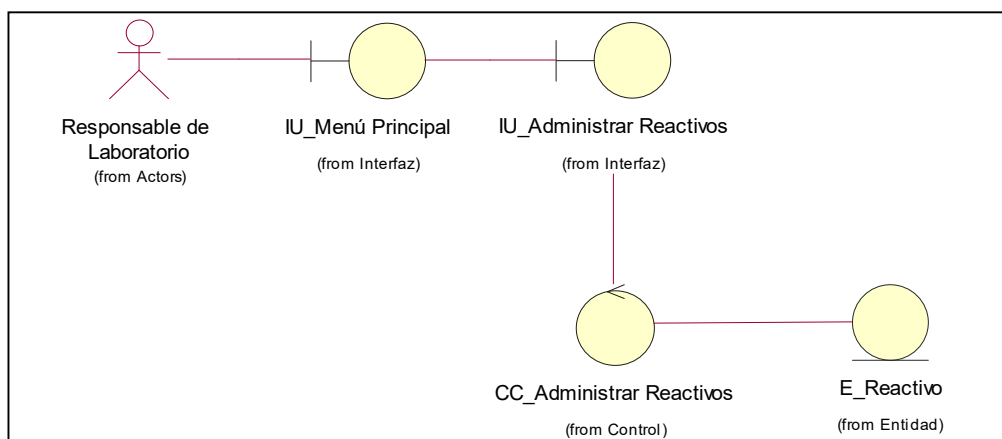 Responsable de
Laboratorio
(from Actors)
IU_Menú Principal
(from Interfaz)
IU_Administrar Reactivos
(from Interfaz)
CC_Administrar Reactivos
(from Control)
E_Reactivo
(from Entidad)